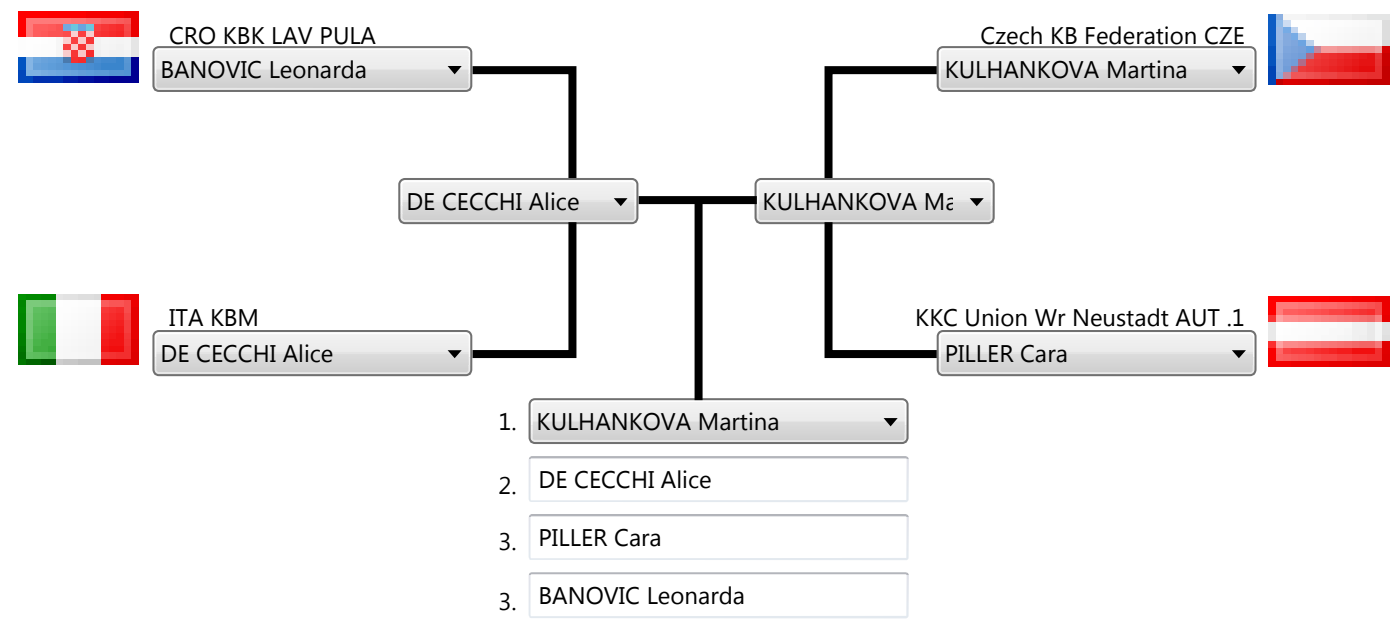 CRO KBK LAV PULA
BANOVIC Leonarda
Czech KB Federation CZE
KULHANKOVA Martina
DE CECCHI Alice
KULHANKOVA Ma
ITA KBM
DE CECCHI Alice
KKC Union Wr Neustadt AUT .1
PILLER Cara
1. KULHANKOVA Martina
2. DE CECCHI Alice
3. PILLER Cara
3. BANOVIC Leonarda